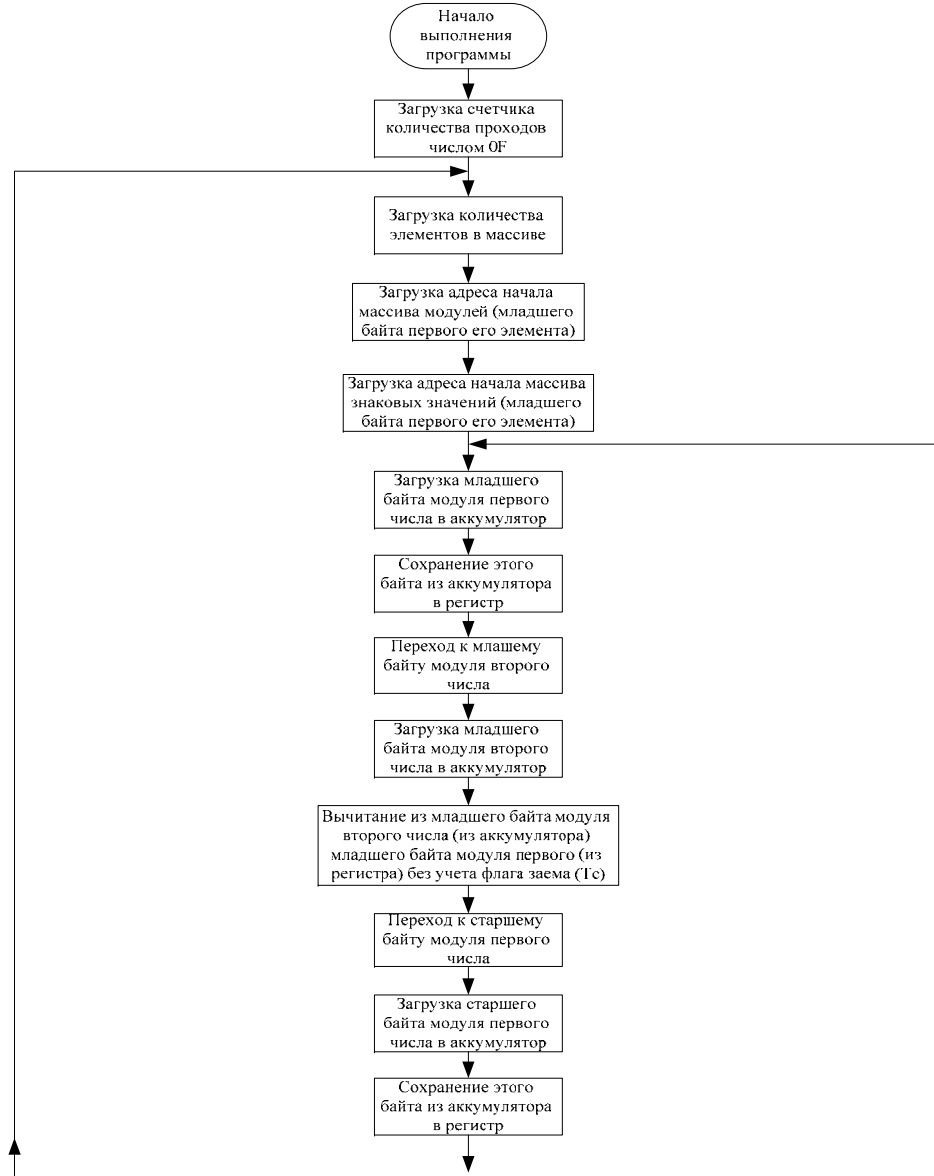 Начало
выполнения
программы
Загрузка счетчика
количества проходов
числом 0F
Загрузка количества
элементов в массиве
Загрузка адреса начала
массива модулей (младшего
байта первого его элемента)
Загрузка адреса начала массива
знаковых значений (младшего
байта первого его элемента)
Загрузка младшего
байта модуля первого
числа в аккумулятор
Сохранение этого
байта из аккумулятора
в регистр
Переход к млашему
байту модуля второго
числа
Загрузка младшего
байта модуля второго
числа в аккумулятор
Вычитание из младшего байта модуля
второго числа (из аккумулятора)
младшего байта модуля первого (из
регистра) без учета флага заема (Тс)
Переход к старшему
байту модуля первого
числа
Загрузка старшего
байта модуля первого
числа в аккумулятор
Сохранение этого
байта из аккумулятора
в регистр